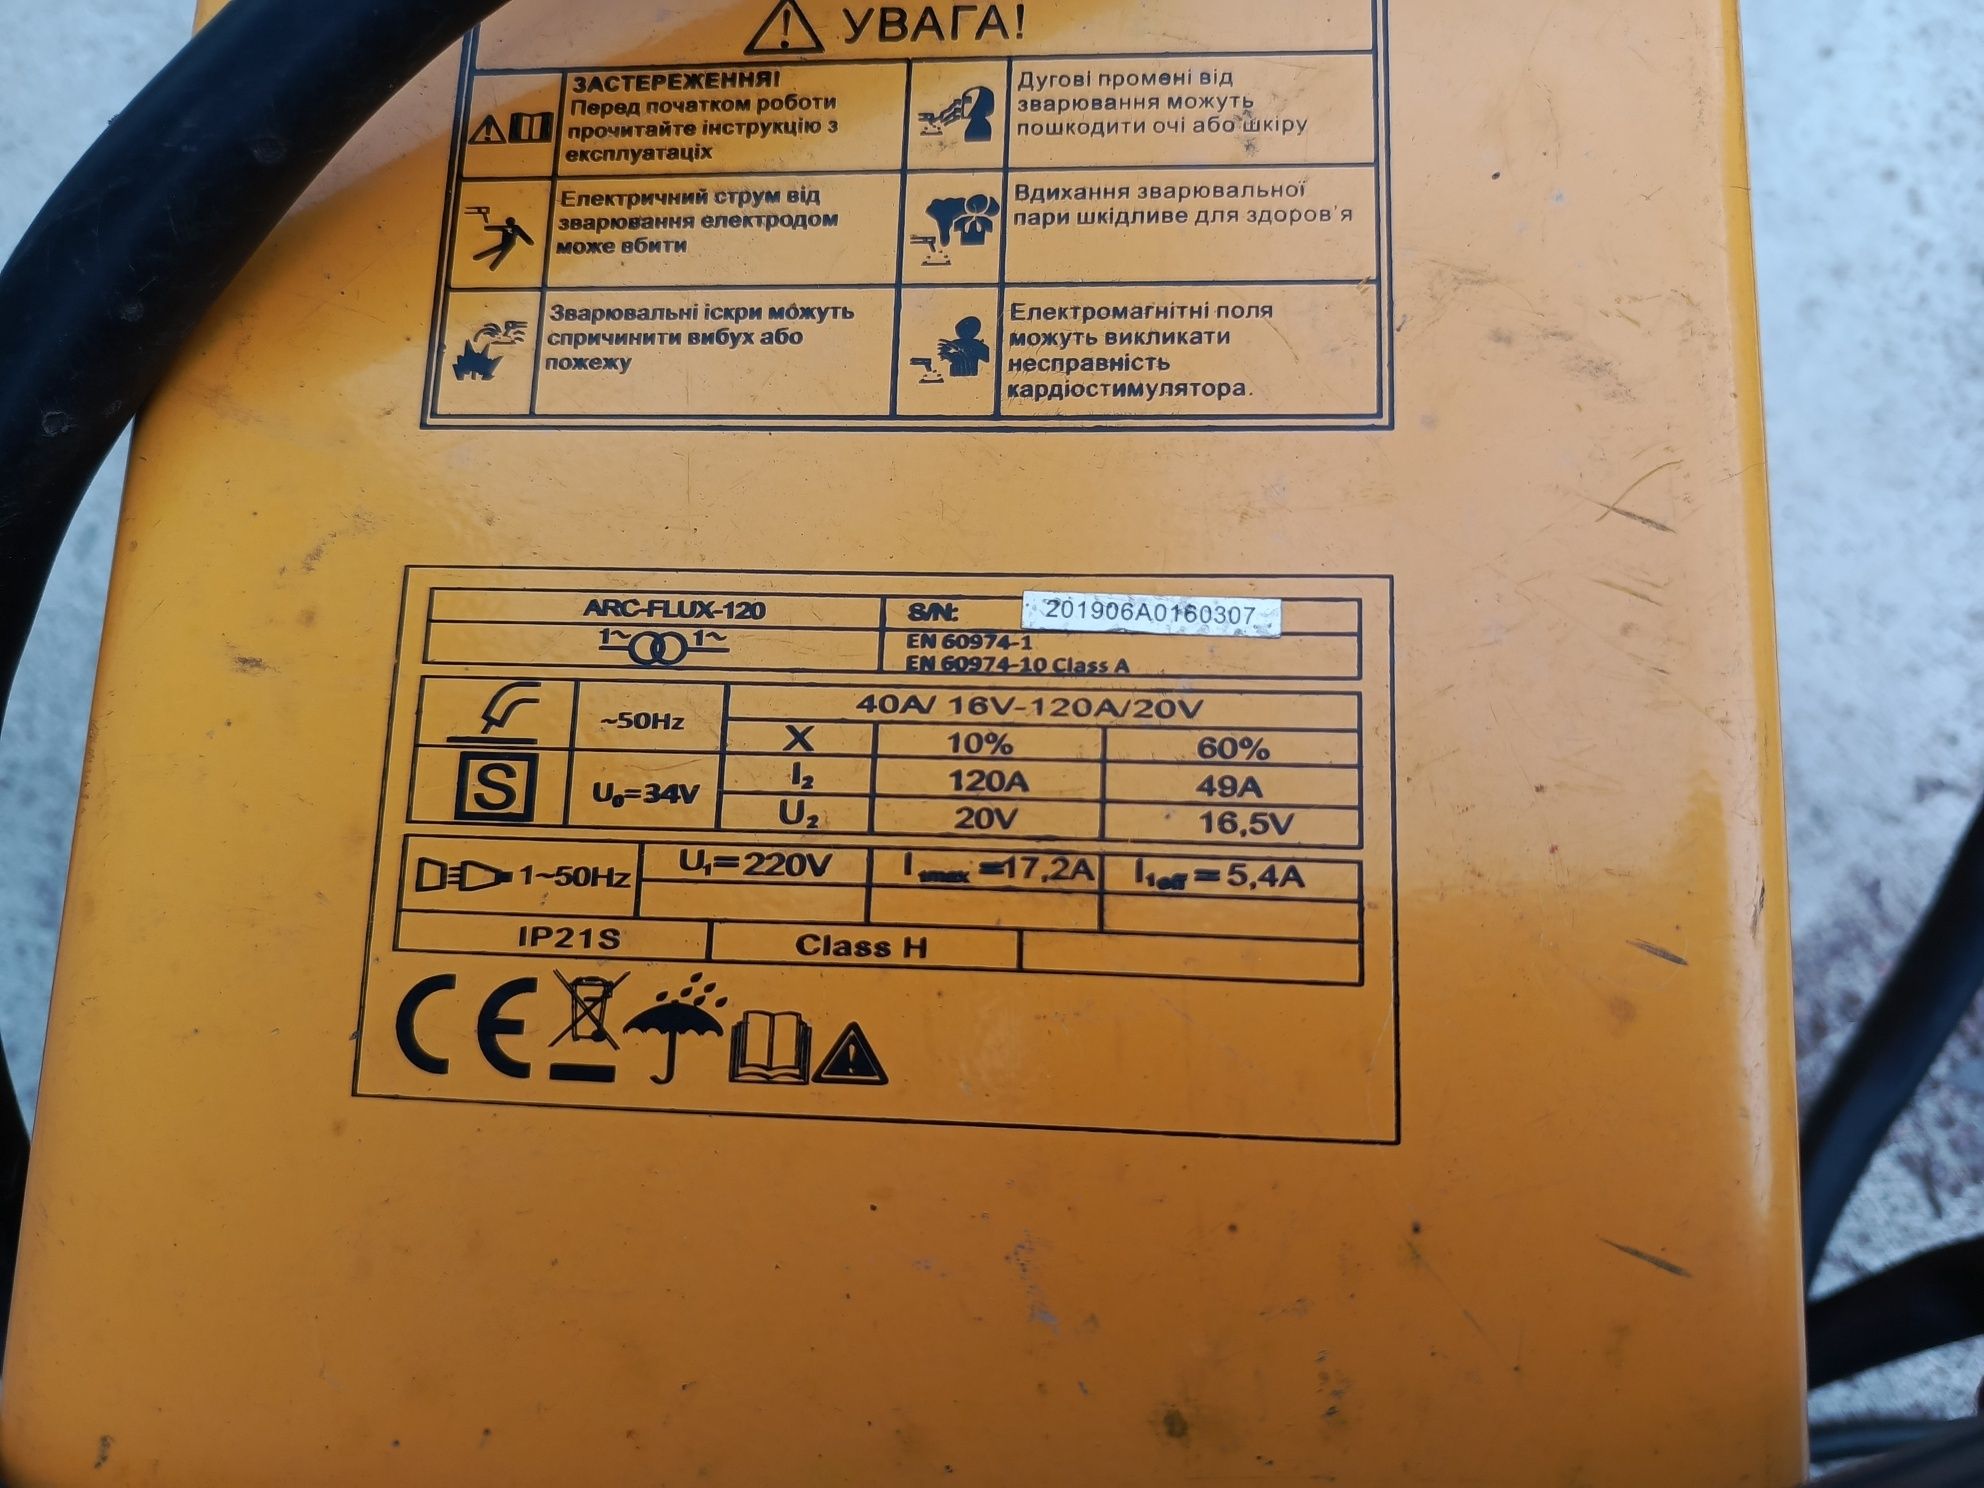 УВАГА!
ЗАСТЕРЕЖЕННЯ!
Перед початком роботи
прочитайте інструкцію з
експлуатаціх
Дугові промені від
зварювання можуть
пошкодити очі або шкіру
Електричний струм від
зварювання електродом
може вбити
Вдихання зварювальної
пари шкідливе для здоров'я
Зварювальні іскри можуть
спричинити вибух або
пожежу
Електромагнітні поля
можуть викликати
несправність
кардіостимулятора.
ARC-FLUX-120
S/N: 201906A0160307
1~ 1~
EN 60974-1
EN 60974-10 Class A
~50Hz
40A/ 16V-120A/20V
X 10% 60%
S
U₀=34V
I₂ 120A 49A
U₂ 20V 16,5V
1~50Hz
U₁=220V
I₁max=17,2A
I₁eff=5,4A
IP21S
Class H
CE